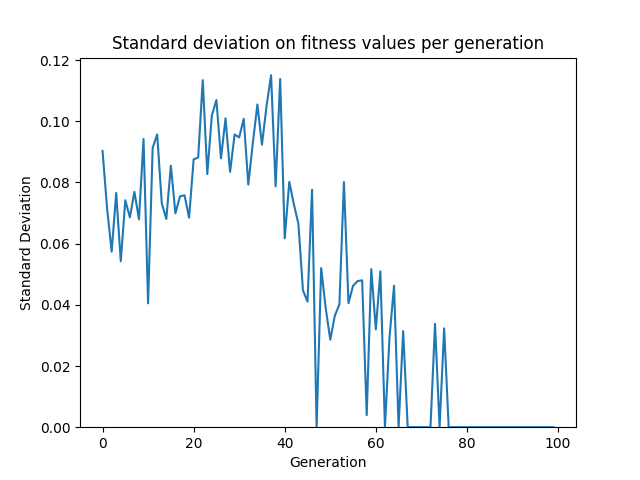 Standard deviation on fitness values per generation
0.12
0.10
0.08
0.06
0.04
0.02
0.00
Standard Deviation
0 20 40 60 80 100
Generation